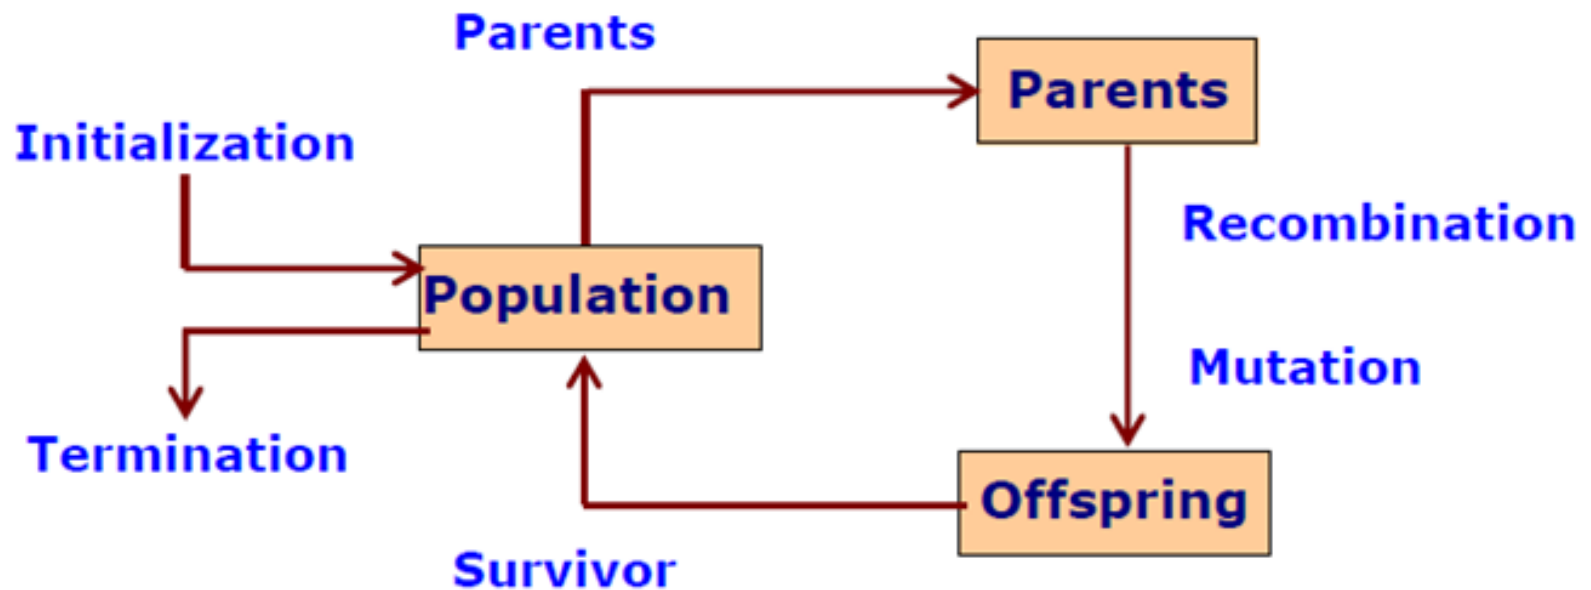 Parents
Parents
Initialization
Recombination
Population
Mutation
Termination
Offspring
Survivor